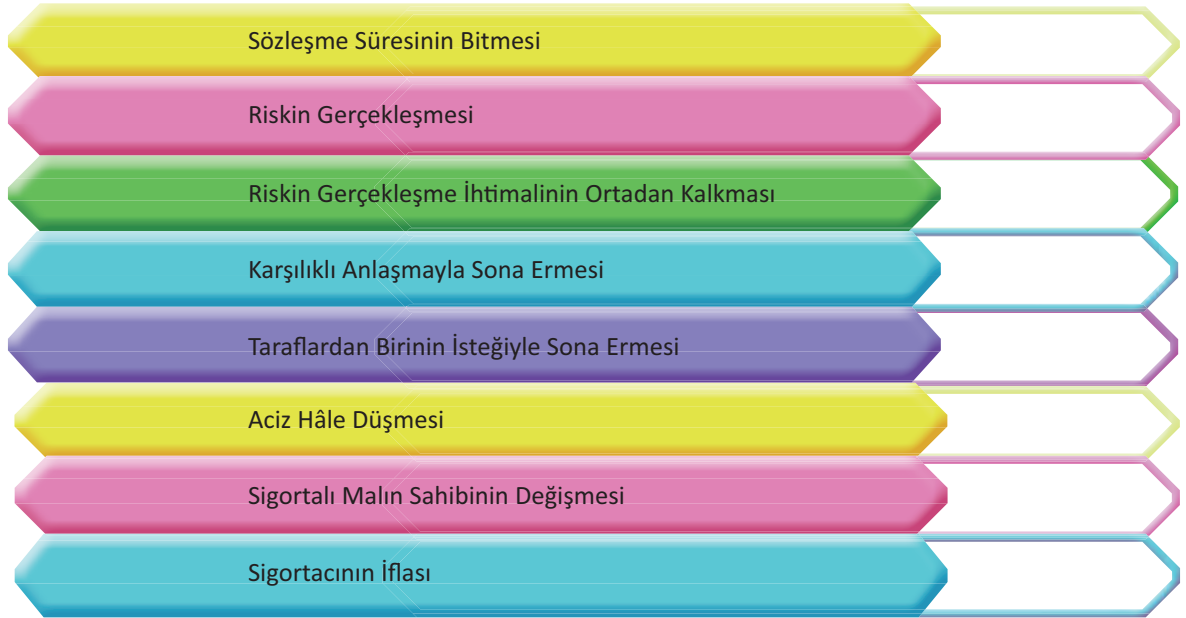 Sözleşme Süresinin Bitmesi
Riskin Gerçekleşmesi
Riskin Gerçekleşme İhtimalinin Ortadan Kalkması
Karşılıklı Anlaşmayla Sona Ermesi
Taraflardan Birinin İsteğiyle Sona Ermesi
Aciz Hâle Düşmesi
Sigortalı Malın Sahibinin Değişmesi
Sigortacının İflası